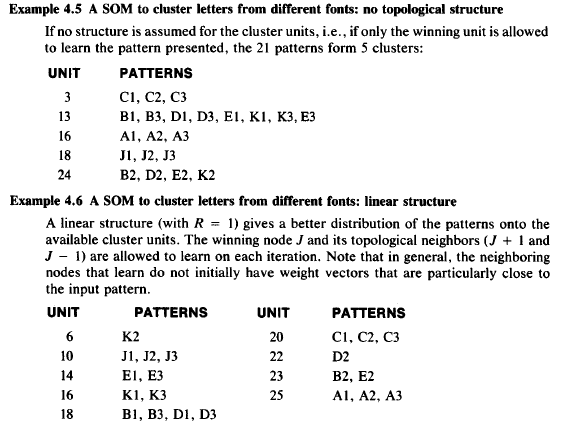 Example 4.5 A SOM to cluster letters from different fonts: no topological structure
If no structure is assumed for the cluster units, i.e., if only the winning unit is allowed
to learn the pattern presented, the 21 patterns form 5 clusters:
UNIT PATTERNS
3 C1, C2, C3
13 B1, B3, D1, D3, E1, K1, K3, E3
16 A1, A2, A3
18 J1, J2, J3
24 B2, D2, E2, K2
Example 4.6 A SOM to cluster letters from different fonts: linear structure
A linear structure (with R = 1) gives a better distribution of the patterns onto the
available cluster units. The winning node J and its topological neighbors (J + 1 and
J − 1) are allowed to learn on each iteration. Note that in general, the neighboring
nodes that learn do not initially have weight vectors that are particularly close to
the input pattern.
UNIT PATTERNS UNIT PATTERNS
6 K2 20 C1, C2, C3
10 J1, J2, J3 22 D2
14 E1, E3 23 B2, E2
16 K1, K3 25 A1, A2, A3
18 B1, B3, D1, D3